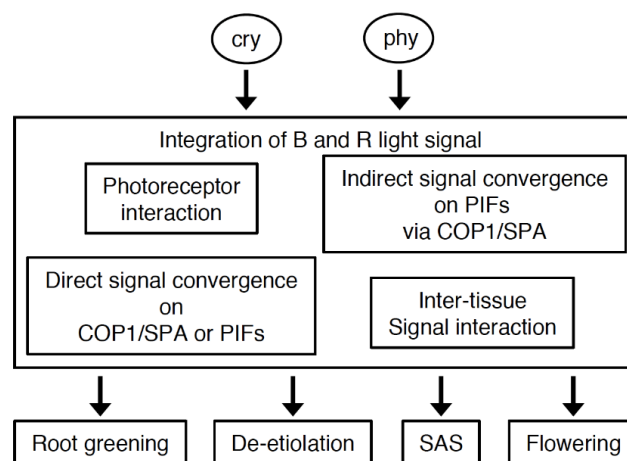 cry
phy
Integration of B and R light signal
Photoreceptor
interaction
Indirect signal convergence
on PIFs
via COP1/SPA
Direct signal convergence
on
COP1/SPA or PIFs
Inter-tissue
Signal interaction
Root greening
De-etiolation
SAS
Flowering